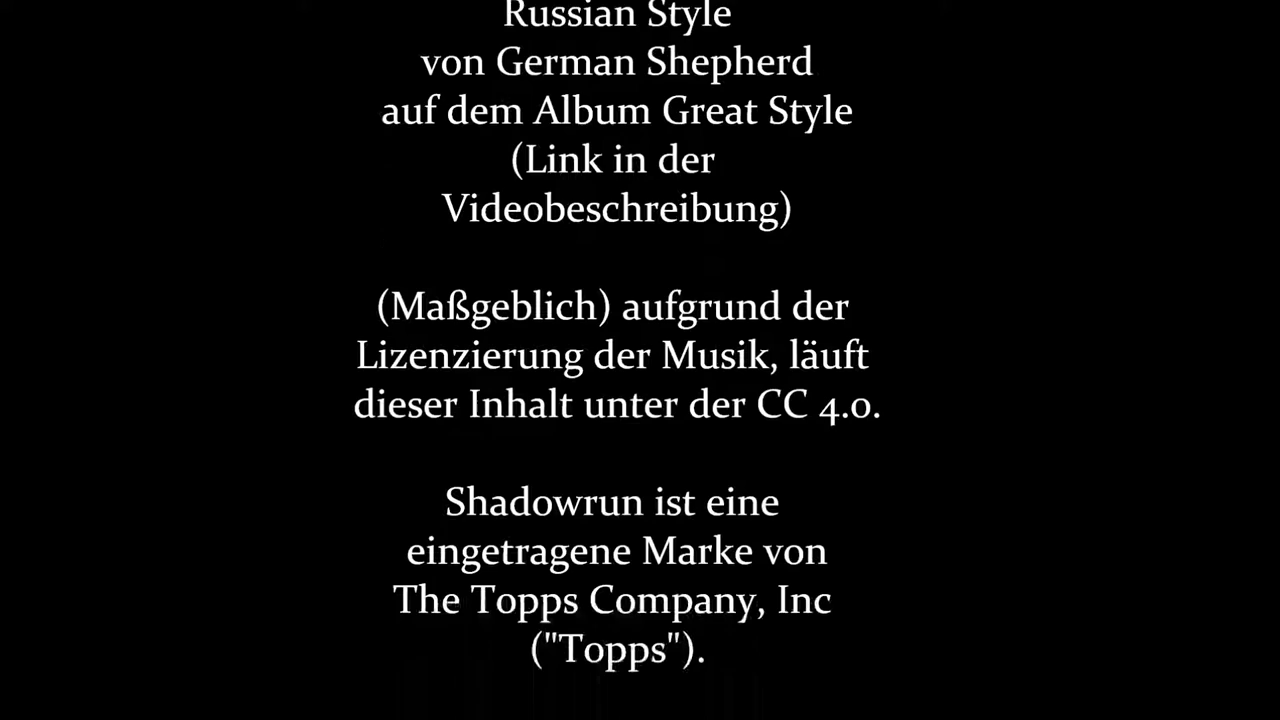 Russian Style
von German Shepherd
auf dem Album Great Style
(Link in der
Videobeschreibung)
(Maßgeblich) aufgrund der
Lizenzierung der Musik, läuft
dieser Inhalt unter der CC 4.0.
Shadowrun ist eine
eingetragene Marke von
The Topps Company, Inc
("Topps").